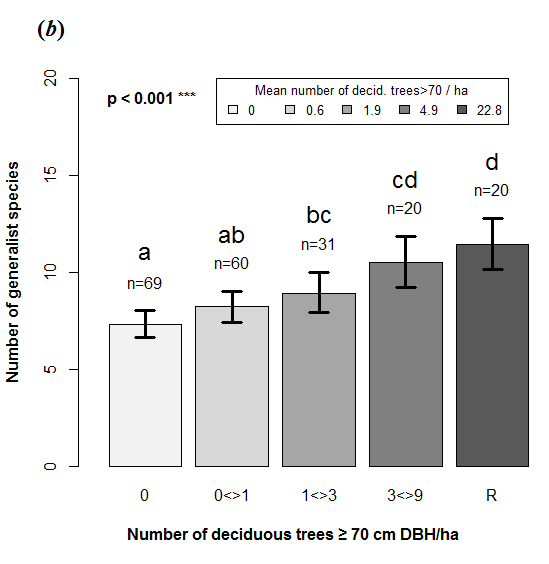 (b)
p < 0.001 ***
Mean number of decid. trees>70 / ha
0 0.6 1.9 4.9 22.8
20
15
10
5
0
Number of generalist species
a
n=69
ab
n=60
bc
n=31
cd
n=20
d
n=20
0 0<>1 1<>3 3<>9 R
Number of deciduous trees ≥ 70 cm DBH/ha